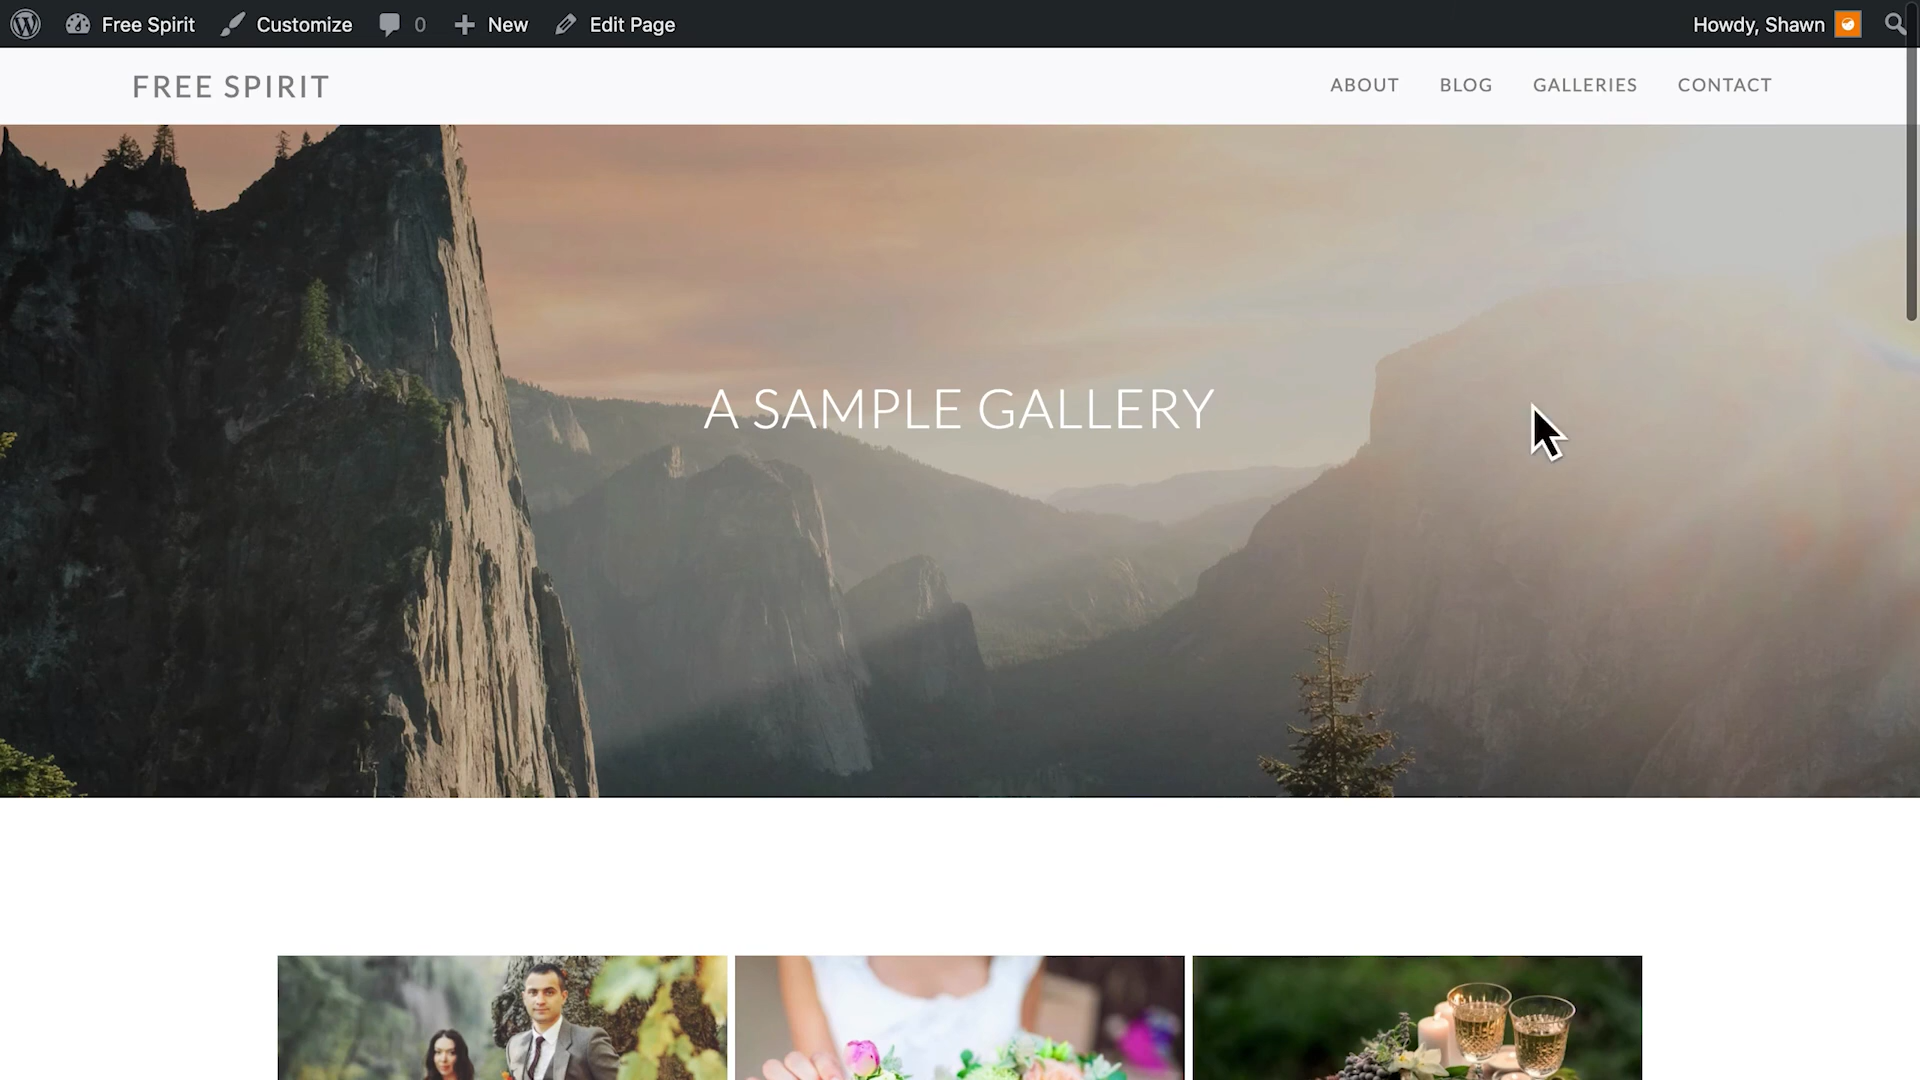 Free Spirit Customize 0 New Edit Page Howdy, Shawn
FREE SPIRIT ABOUT BLOG GALLERIES CONTACT
A SAMPLE GALLERY